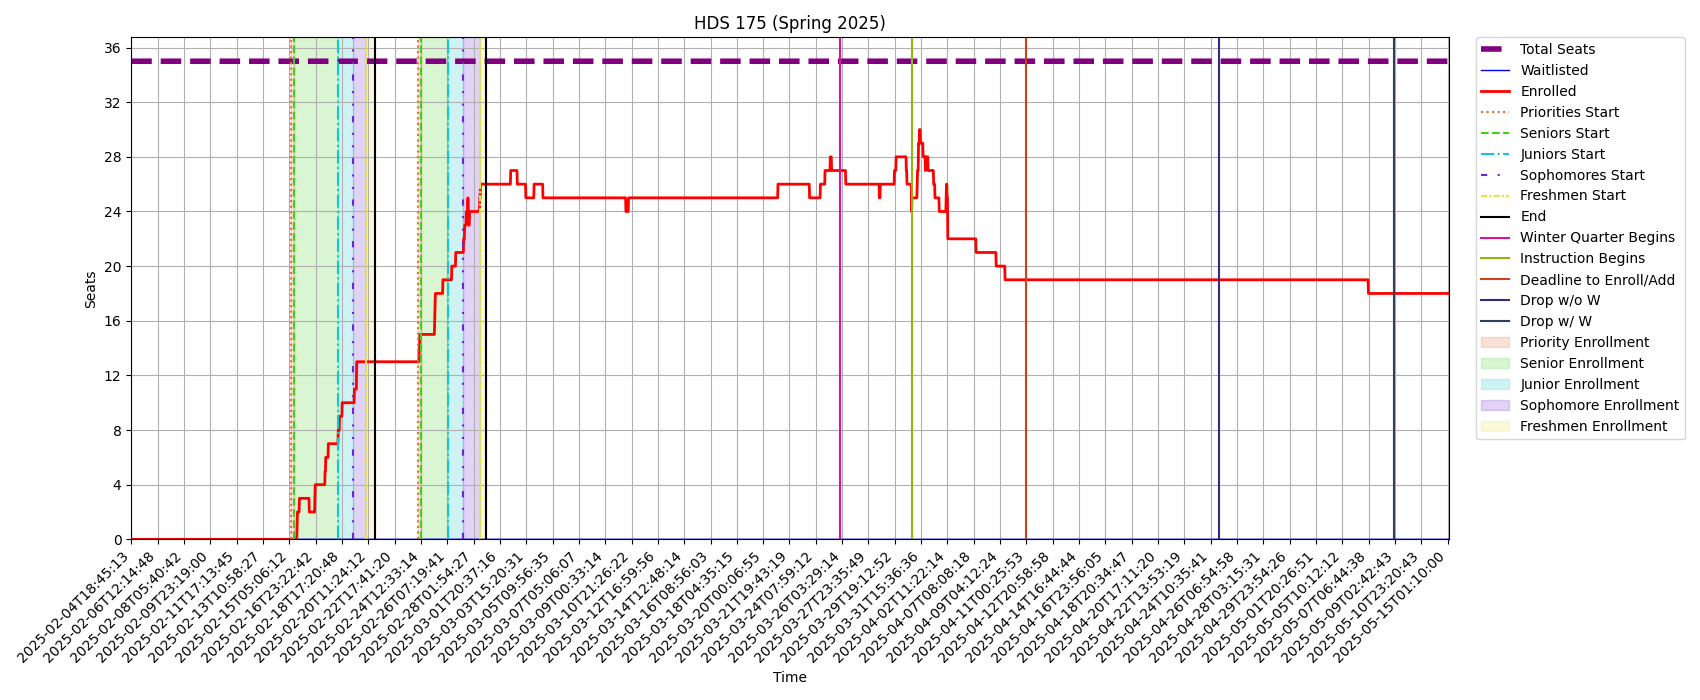 HDS 175 (Spring 2025)
36
32
28
24
20
16
12
8
4
0
Seats
2025-02-04T18:45:13
2025-02-06T12:14:48
2025-02-08T05:40:42
2025-02-09T23:19:00
2025-02-11T17:13:45
2025-02-13T10:58:27
2025-02-15T05:06:12
2025-02-16T23:22:42
2025-02-18T17:20:48
2025-02-20T11:24:12
2025-02-22T17:41:20
2025-02-24T12:33:14
2025-02-26T07:19:41
2025-02-28T01:54:27
2025-03-01T20:37:16
2025-03-03T15:20:31
2025-03-05T09:56:35
2025-03-07T05:06:07
2025-03-09T00:33:14
2025-03-10T21:26:22
2025-03-12T16:59:56
2025-03-14T12:48:14
2025-03-16T08:56:03
2025-03-18T04:35:15
2025-03-20T00:06:55
2025-03-21T19:43:19
2025-03-24T07:59:12
2025-03-26T03:29:14
2025-03-27T23:35:49
2025-03-29T19:12:52
2025-03-31T15:36:36
2025-04-02T11:22:14
2025-04-07T08:08:18
2025-04-09T04:12:24
2025-04-11T00:25:53
2025-04-12T20:58:58
2025-04-14T16:44:44
2025-04-16T23:56:05
2025-04-18T20:34:47
2025-04-20T17:11:20
2025-04-22T13:53:19
2025-04-24T10:35:41
2025-04-26T06:54:58
2025-04-28T03:15:31
2025-04-29T23:54:26
2025-05-01T20:26:51
2025-05-05T10:12:12
2025-05-07T06:44:38
2025-05-09T02:42:43
2025-05-10T23:20:43
2025-05-15T01:10:00
Time
Total Seats
Waitlisted
Enrolled
Priorities Start
Seniors Start
Juniors Start
Sophomores Start
Freshmen Start
End
Winter Quarter Begins
Instruction Begins
Deadline to Enroll/Add
Drop w/o W
Drop w/ W
Priority Enrollment
Senior Enrollment
Junior Enrollment
Sophomore Enrollment
Freshmen Enrollment